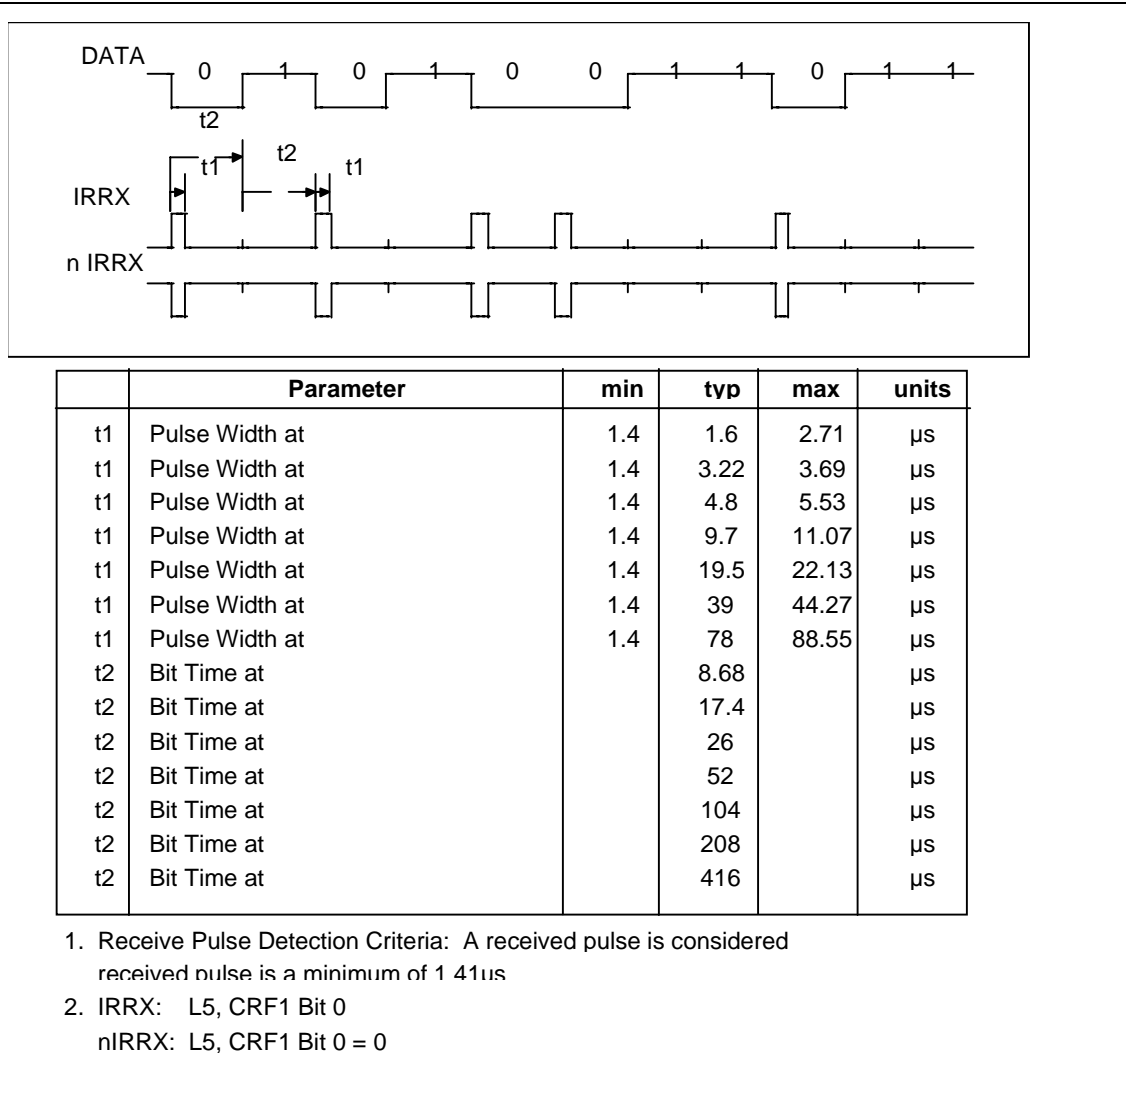 DATA
0 1 0 1 0 0 1 1 0 1 1
t2
t2
t1
t1
IRRX
n IRRX
Parameter min typ max units
t1 Pulse Width at 1.4 1.6 2.71 µs
t1 Pulse Width at 1.4 3.22 3.69 µs
t1 Pulse Width at 1.4 4.8 5.53 µs
t1 Pulse Width at 1.4 9.7 11.07 µs
t1 Pulse Width at 1.4 19.5 22.13 µs
t1 Pulse Width at 1.4 39 44.27 µs
t1 Pulse Width at 1.4 78 88.55 µs
t2 Bit Time at 8.68 µs
t2 Bit Time at 17.4 µs
t2 Bit Time at 26 µs
t2 Bit Time at 52 µs
t2 Bit Time at 104 µs
t2 Bit Time at 208 µs
t2 Bit Time at 416 µs
1. Receive Pulse Detection Criteria: A received pulse is considered
received pulse is a minimum of 1.41µs
2. IRRX: L5, CRF1 Bit 0
nIRRX: L5, CRF1 Bit 0 = 0